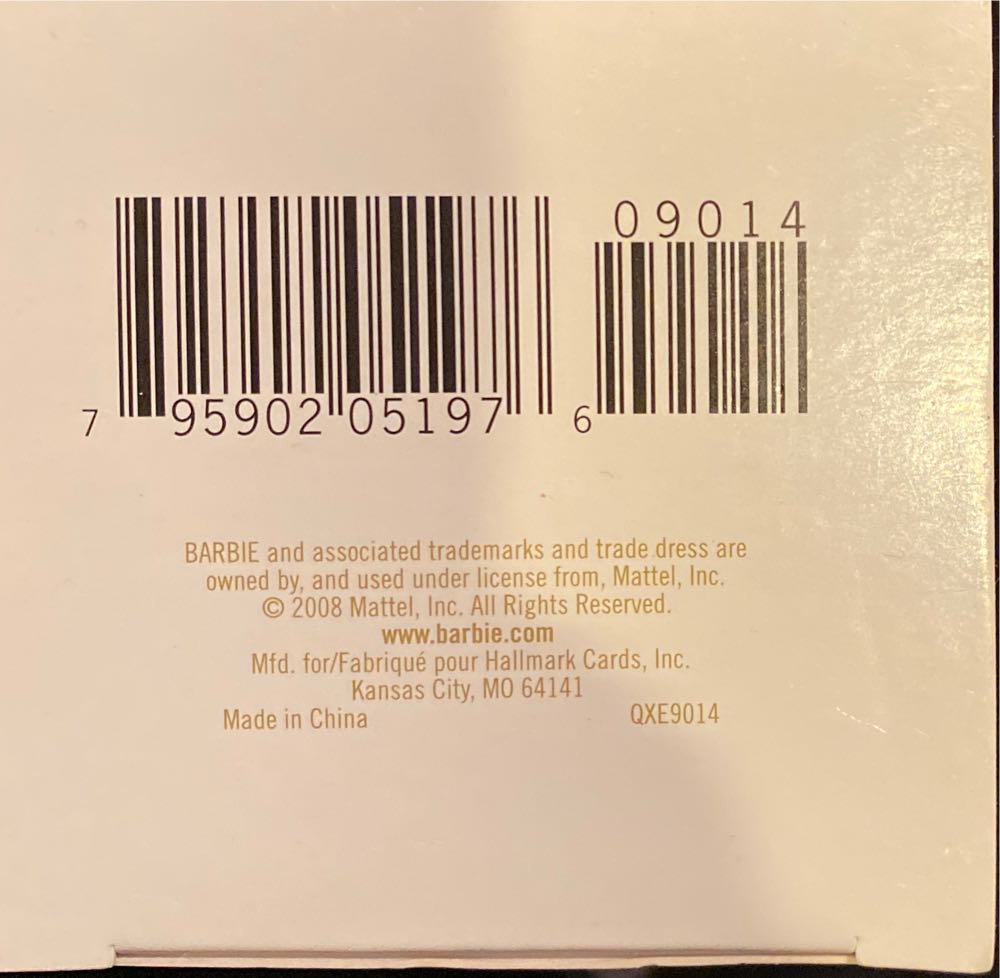 09014
7 95902 05197 6
BARBIE and associated trademarks and trade dress are
owned by, and used under license from, Mattel, Inc.
© 2008 Mattel, Inc. All Rights Reserved.
www.barbie.com
Mfd. for/Fabriqué pour Hallmark Cards, Inc.
Kansas City, MO 64141
Made in China QXE9014